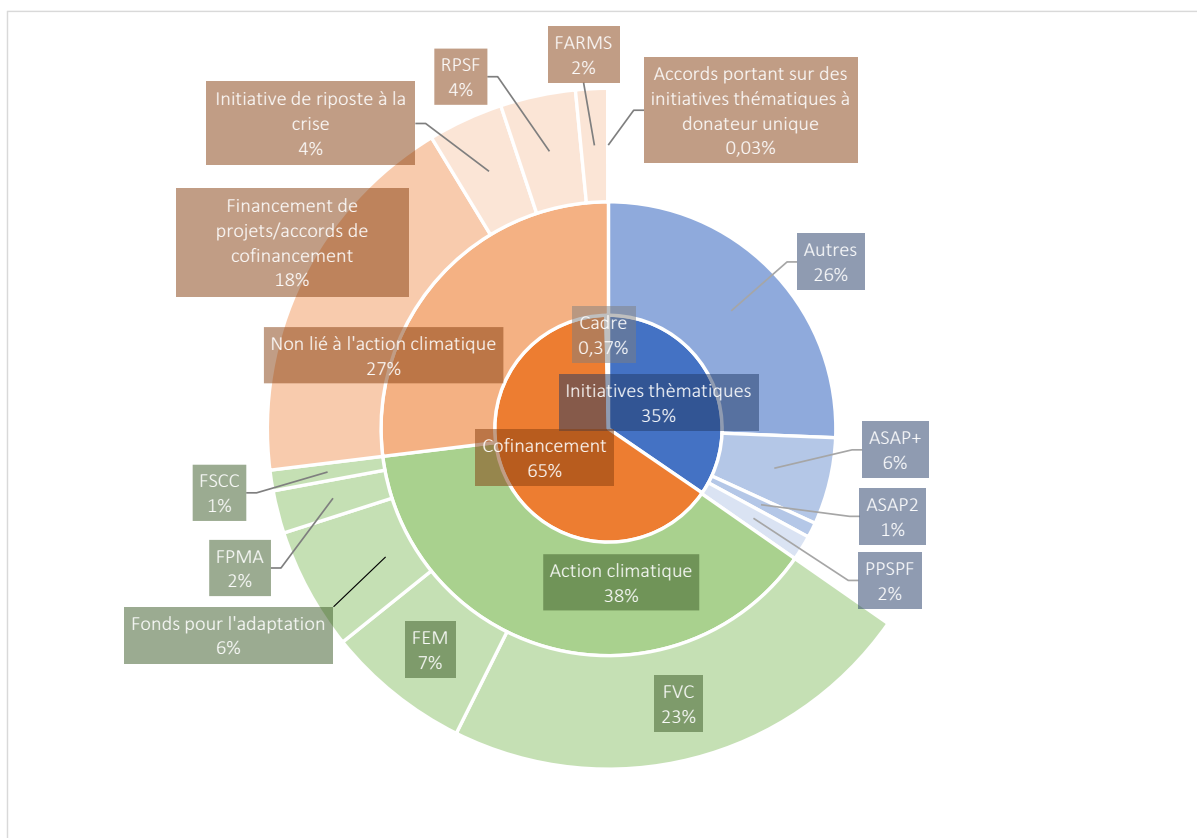 FARMS
2%
RPSF
4%
Accords portant sur des
initiatives thématiques à
donateur unique
0,03%
Initiative de riposte à la
crise
4%
Financement de
projets/accords de
cofinancement
18%
Autres
26%
Cadre
0,37%
Non lié à l'action climatique
27%
Initiatives thèmatiques
35%
Cofinancement
65%
ASAP+
6%
FSCC
1%
ASAP2
1%
FPMA
2%
Action climatique
38%
PPSPF
2%
Fonds pour l'adaptation
6%
FEM
7%
FVC
23%